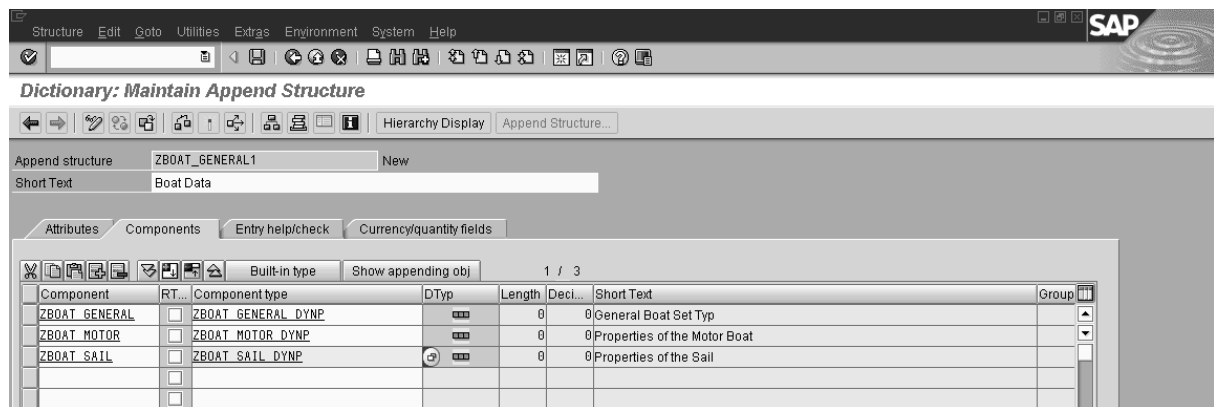 Structure Edit Goto Utilities Extras Environment System Help
SAP
Dictionary: Maintain Append Structure
Hierarchy Display Append Structure...
Append structure ZBOAT_GENERAL1 New
Short Text Boat Data
Attributes Components Entry help/check Currency/quantity fields
Built-in type Show appending obj 1 / 3
Component RT... Component type DTyp Length Deci... Short Text Group
ZBOAT_GENERAL ZBOAT_GENERAL_DYNP 0 0 General Boat Set Typ
ZBOAT_MOTOR ZBOAT_MOTOR_DYNP 0 0 Properties of the Motor Boat
ZBOAT_SAIL ZBOAT_SAIL_DYNP 0 0 Properties of the Sail